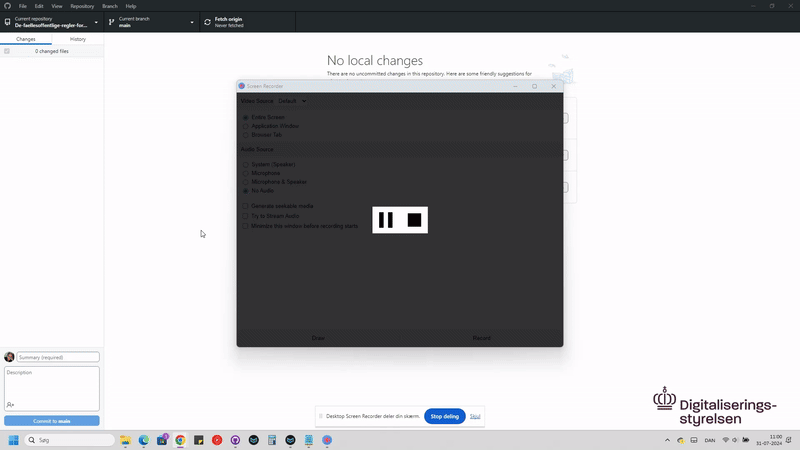 File Edit View Repository Branch Help
Current repository
De-faellesoffentlige-regler-for...
Current branch
main
Fetch origin
Never fetched
Changes History
0 changed files
No local changes
There are no uncommitted changes in this repository. Here are some friendly suggestions for
Screen Recorder
Video Source Default
Entire Screen
Application Window
Browser Tab
Audio Source
System (Speaker)
Microphone
Microphone & Speaker
No Audio
Generate seekable media
Try to Stream Audio
Minimize this window before recording starts
Draw Record
Summary (required)
Description
Commit to main
Desktop Screen Recorder deler din skærm. Stop deling Skjul
Digitaliserings-
styrelsen
Søg
DAN
11:00
31-07-2024